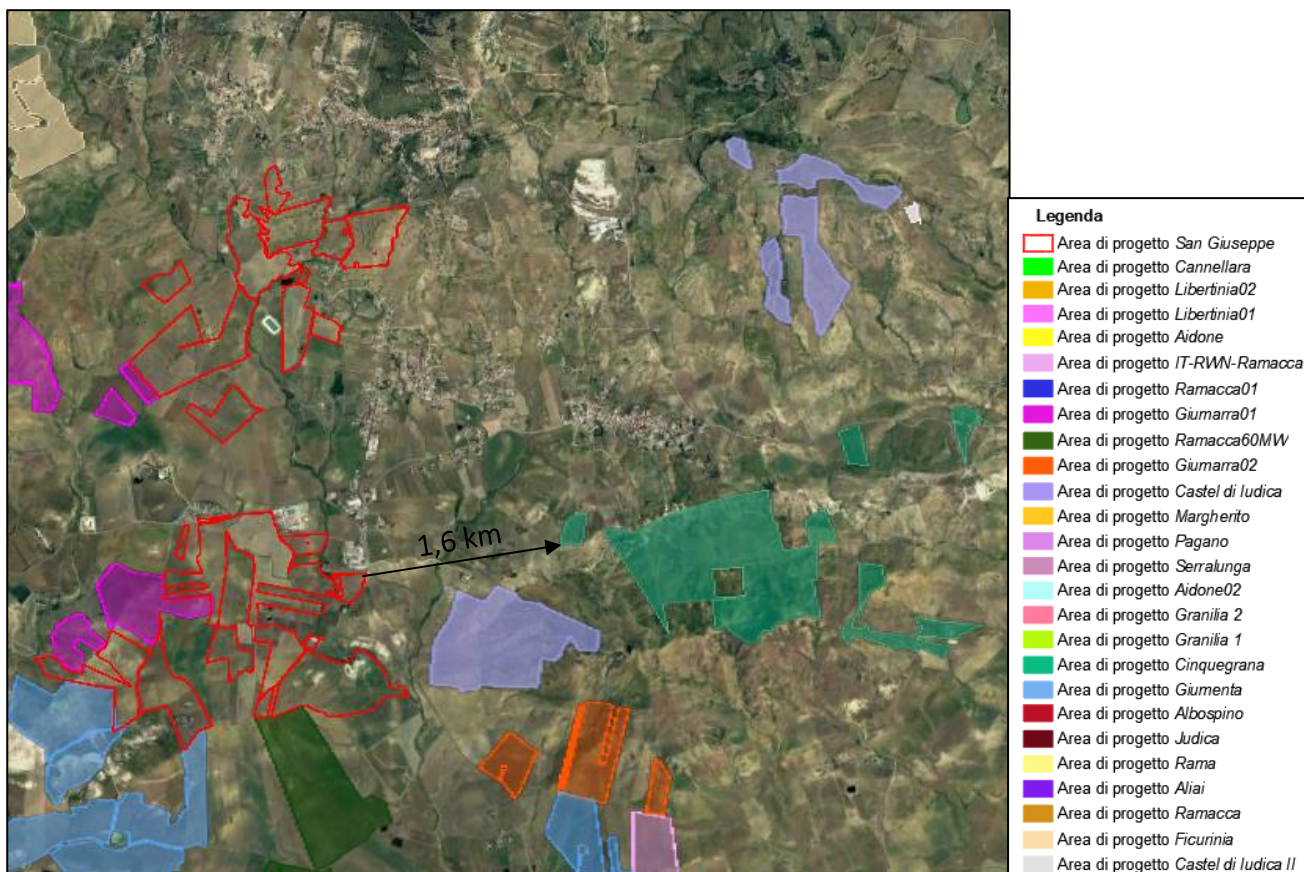 1,6 km
Legenda
Area di progetto San Giuseppe
Area di progetto Cannellara
Area di progetto Libertinia02
Area di progetto Libertinia01
Area di progetto Aidone
Area di progetto IT-RWN-Ramacca
Area di progetto Ramacca01
Area di progetto Giumarra01
Area di progetto Ramacca60MW
Area di progetto Giumarra02
Area di progetto Castel di Iudica
Area di progetto Margherito
Area di progetto Pagano
Area di progetto Serralunga
Area di progetto Aidone02
Area di progetto Granilia 2
Area di progetto Granilia 1
Area di progetto Cinquegrana
Area di progetto Giumenta
Area di progetto Albospino
Area di progetto Judica
Area di progetto Rama
Area di progetto Aliai
Area di progetto Ramacca
Area di progetto Ficurinia
Area di progetto Castel di Iudica II